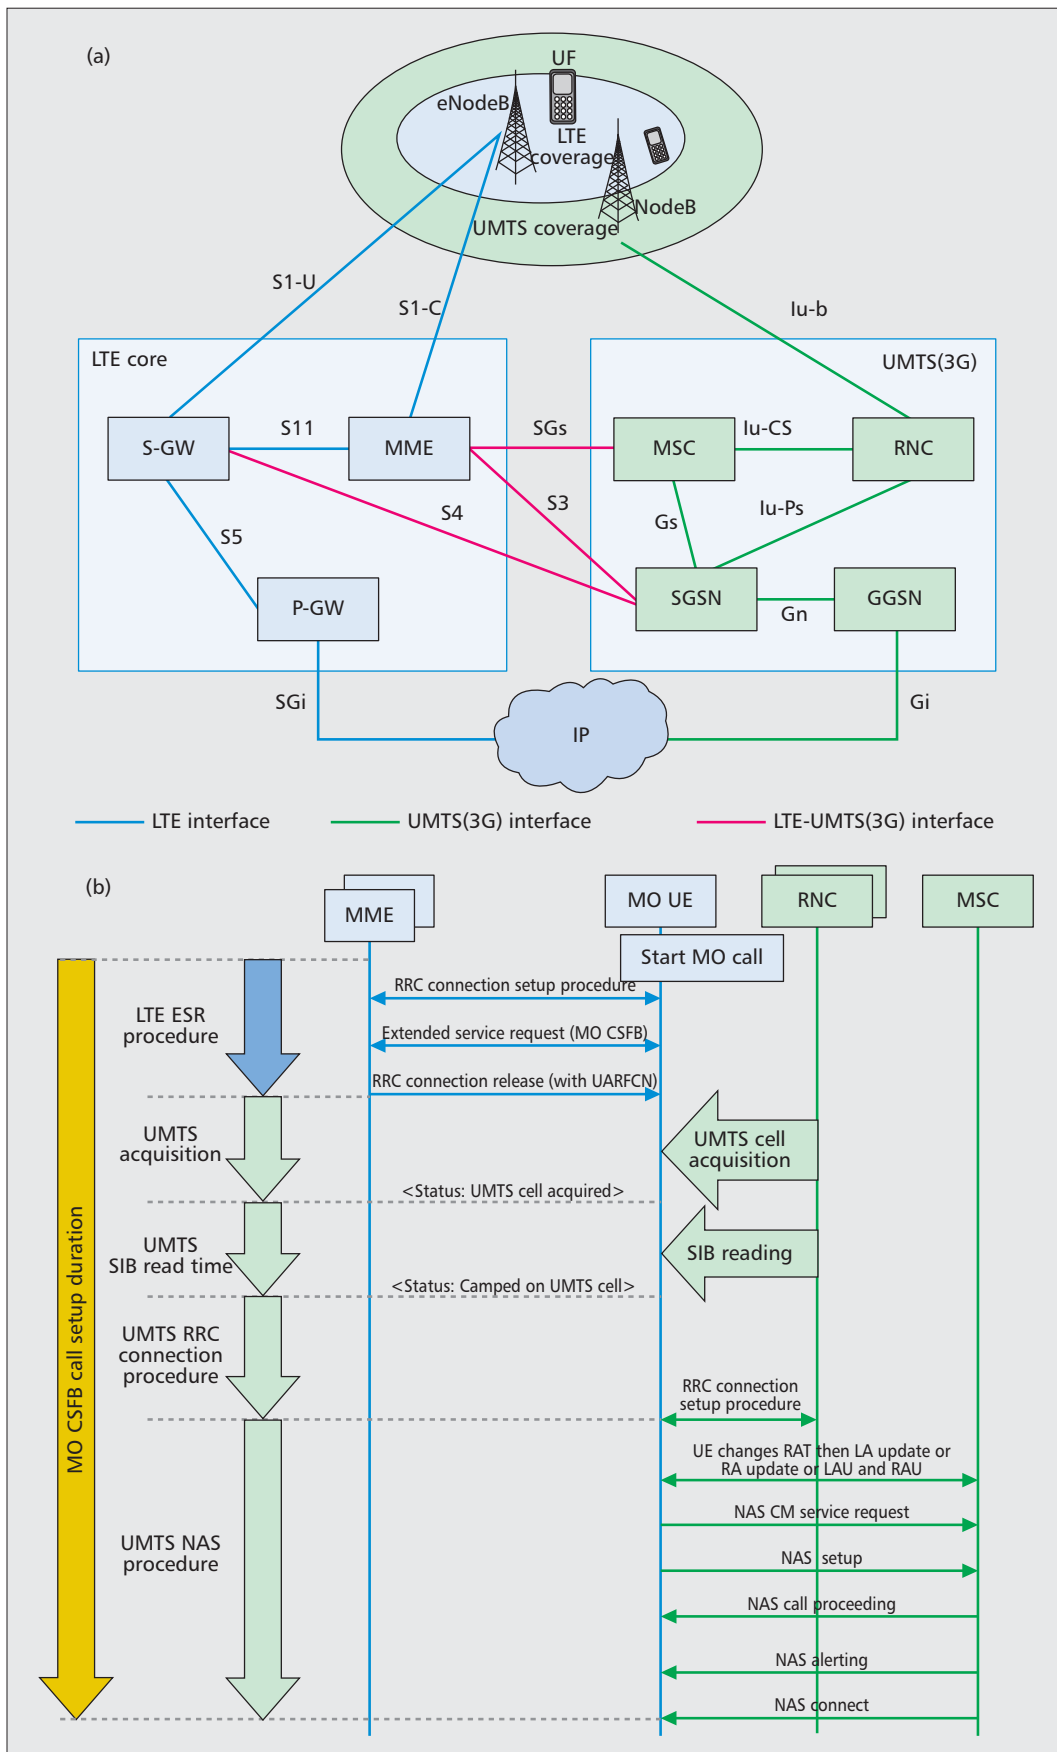 (a)
UF
eNodeB
LTE
coverage
NodeB
UMTS coverage
S1-U
S1-C
Iu-b
LTE core
UMTS(3G)
S-GW
S11
MME
SGs
MSC
Iu-CS
RNC
S5
S4
S3
Gs
Iu-Ps
P-GW
SGSN
Gn
GGSN
SGi
IP
Gi
LTE interface
UMTS(3G) interface
LTE-UMTS(3G) interface
(b)
MME
MO UE
RNC
MSC
Start MO call
MO CSFB call setup duration
LTE ESR
procedure
RRC connection setup procedure
Extended service request (MO CSFB)
RRC connection release (with UARFCN)
UMTS
acquisition
UMTS cell
acquisition
<Status: UMTS cell acquired>
UMTS
SIB read time
SIB reading
<Status: Camped on UMTS cell>
UMTS RRC
connection
procedure
RRC connection
setup procedure
UE changes RAT then LA update or
RA update or LAU and RAU
NAS CM service request
UMTS NAS
procedure
NAS setup
NAS call proceeding
NAS alerting
NAS connect